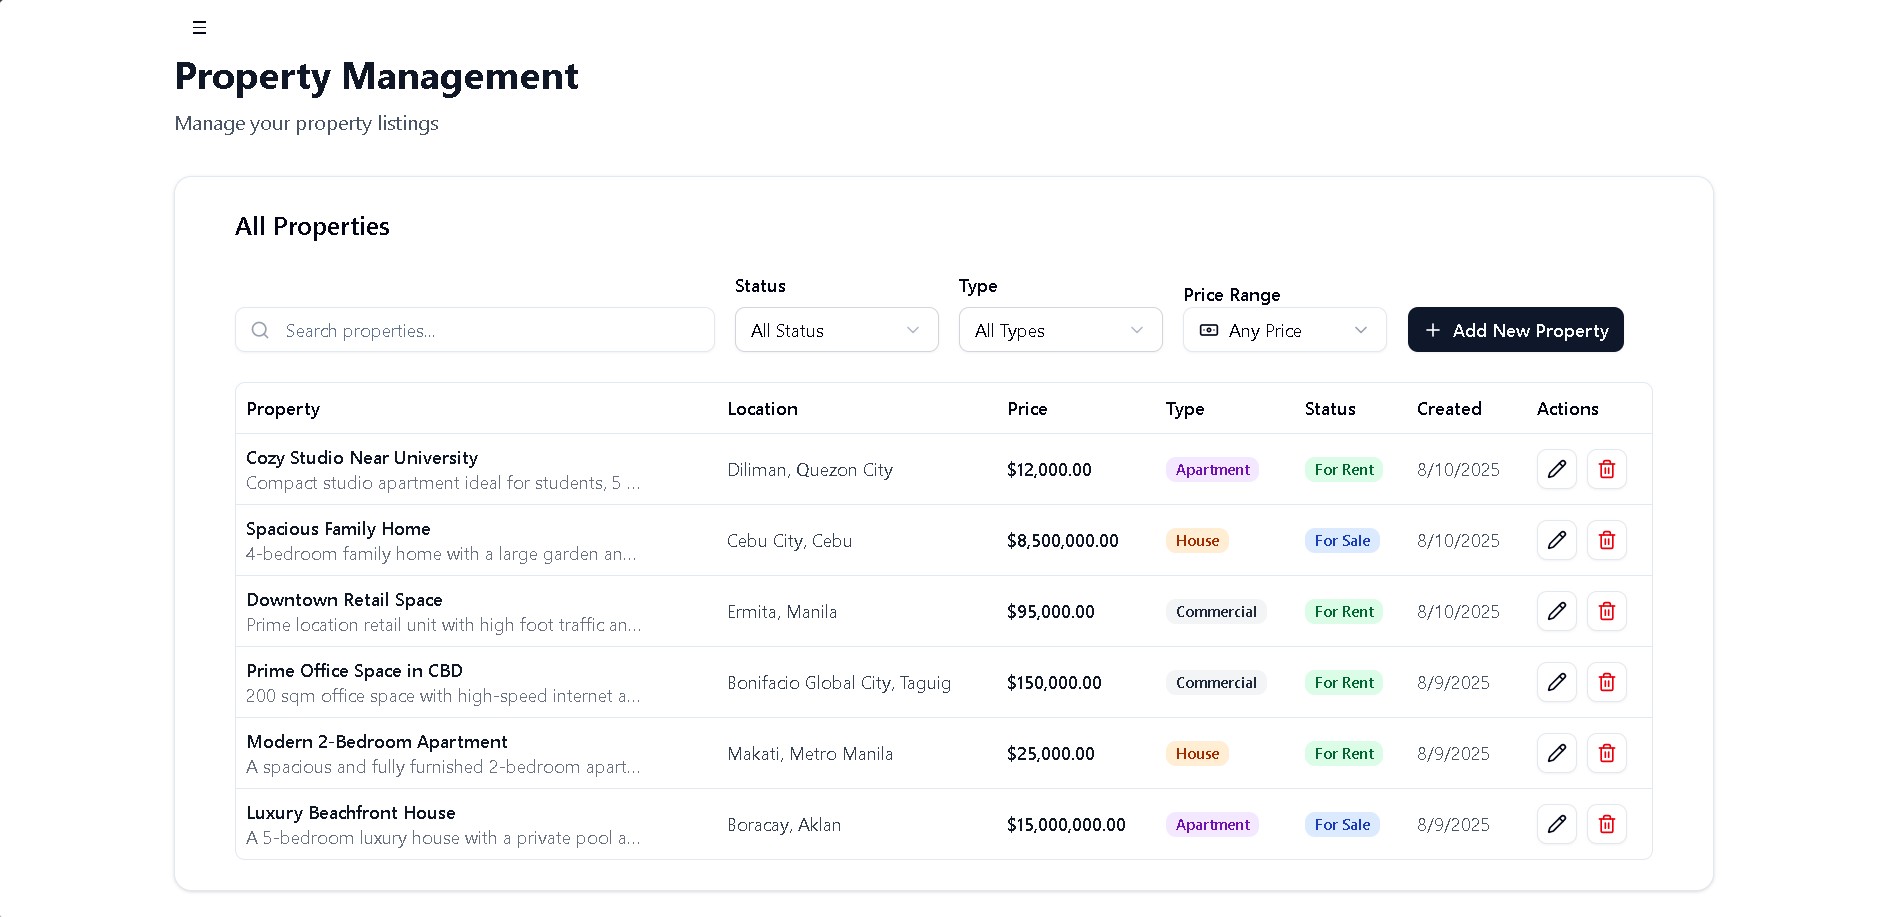 Property Management
Manage your property listings
All Properties
Status
Type
Price Range
Search properties...
All Status
All Types
Any Price
Add New Property
Property Location Price Type Status Created Actions
Cozy Studio Near University
Compact studio apartment ideal for students, 5 ...
Diliman, Quezon City $12,000.00 Apartment For Rent 8/10/2025
Spacious Family Home
4-bedroom family home with a large garden an...
Cebu City, Cebu $8,500,000.00 House For Sale 8/10/2025
Downtown Retail Space
Prime location retail unit with high foot traffic an...
Ermita, Manila $95,000.00 Commercial For Rent 8/10/2025
Prime Office Space in CBD
200 sqm office space with high-speed internet a...
Bonifacio Global City, Taguig $150,000.00 Commercial For Rent 8/9/2025
Modern 2-Bedroom Apartment
A spacious and fully furnished 2-bedroom apart...
Makati, Metro Manila $25,000.00 House For Rent 8/9/2025
Luxury Beachfront House
A 5-bedroom luxury house with a private pool a...
Boracay, Aklan $15,000,000.00 Apartment For Sale 8/9/2025